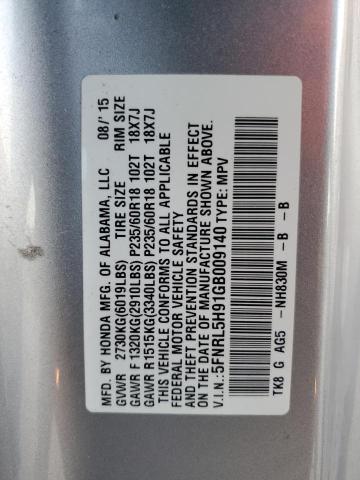 MFD. BY HONDA MFG. OF ALABAMA, LLC 08/'15
GVWR 2730KG(6019LBS) TIRE SIZE RIM SIZE
GAWR F 1320KG(2910LBS) P235/60R18 102T 18X7J
GAWR R1515KG(3340LBS) P235/60R18 102T 18X7J
THIS VEHICLE CONFORMS TO ALL APPLICABLE
FEDERAL MOTOR VEHICLE SAFETY
AND THEFT PREVENTION STANDARDS IN EFFECT
ON THE DATE OF MANUFACTURE SHOWN ABOVE.
V.I.N.:5FNRL5H91GB009140 TYPE: MPV
TK8 G AG5 -NH830M -B -B